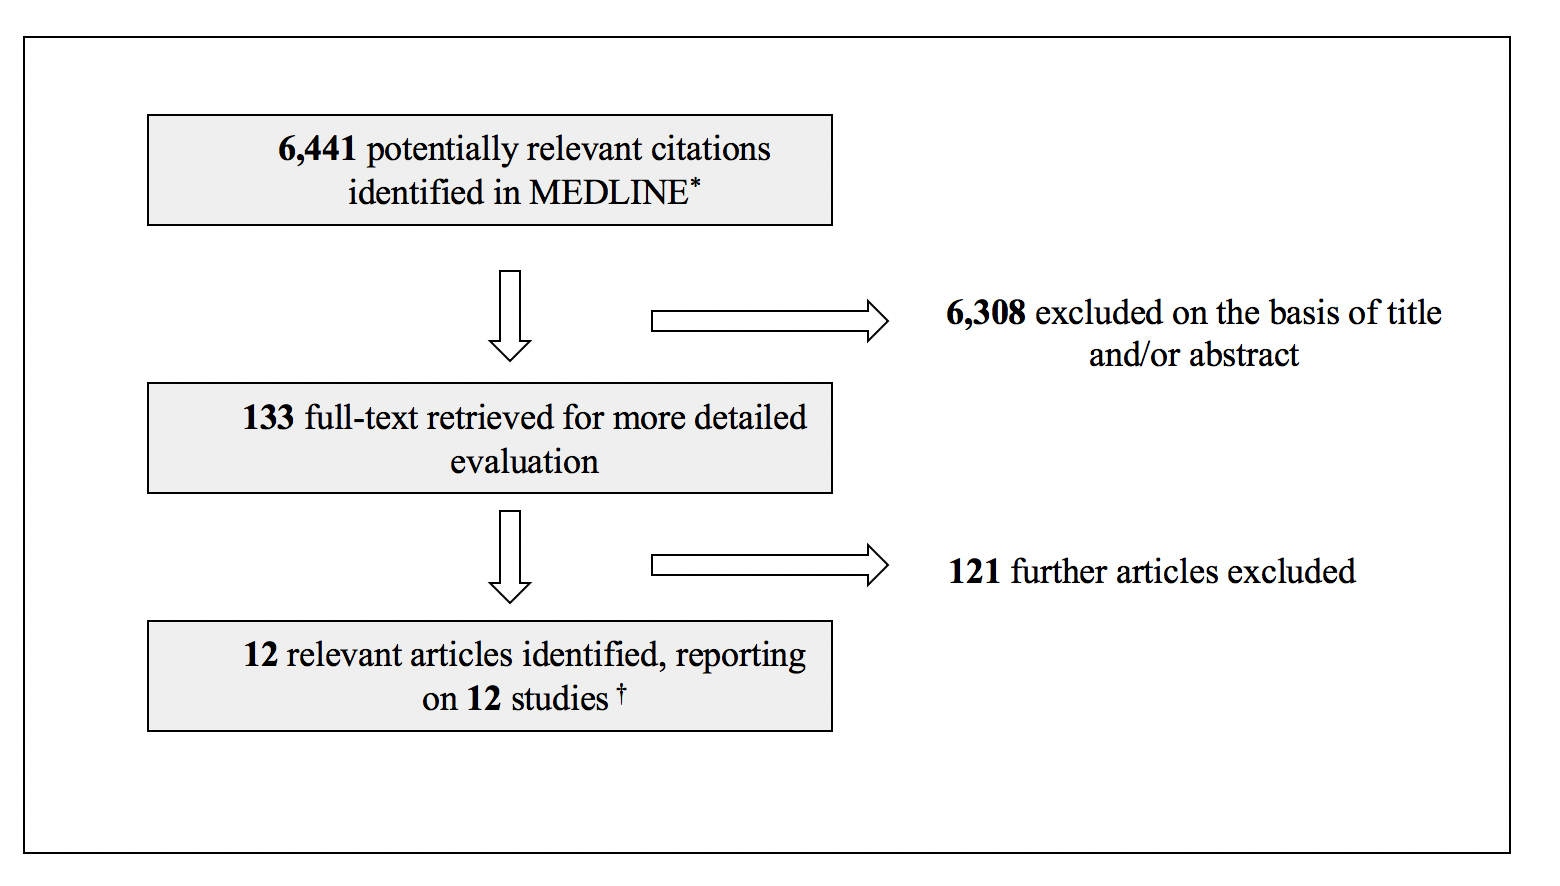 6,441 potentially relevant citations
identified in MEDLINE*
6,308 excluded on the basis of title
and/or abstract
133 full-text retrieved for more detailed
evaluation
121 further articles excluded
12 relevant articles identified, reporting
on 12 studies †